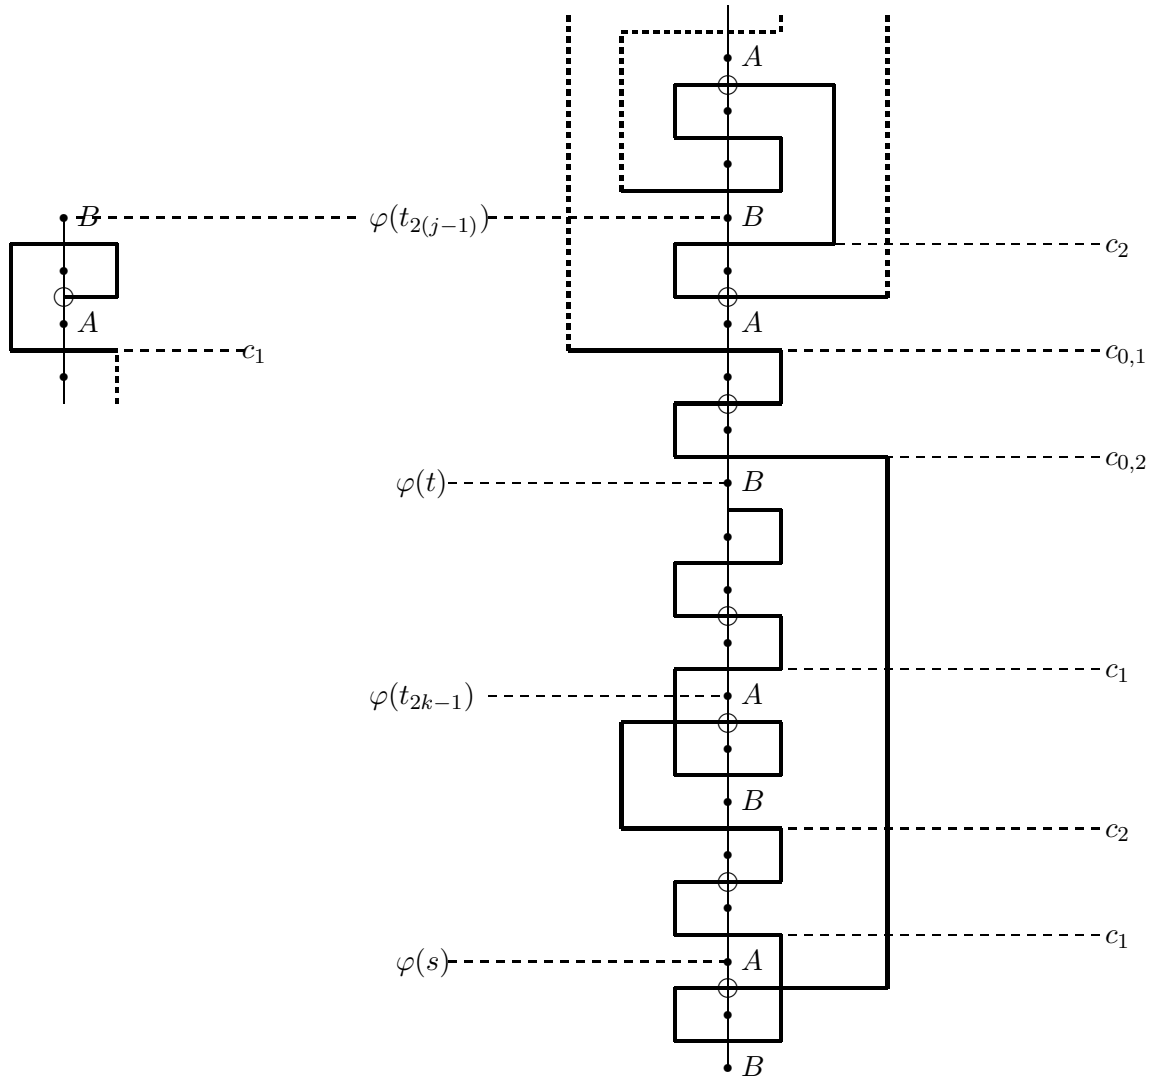 A
B φ(t_{2(j−1)}) B
c_2
A A
c_1 c_{0,1}
c_{0,2}
φ(t) B
c_1
φ(t_{2k−1}) A
B
c_2
c_1
φ(s) A
B